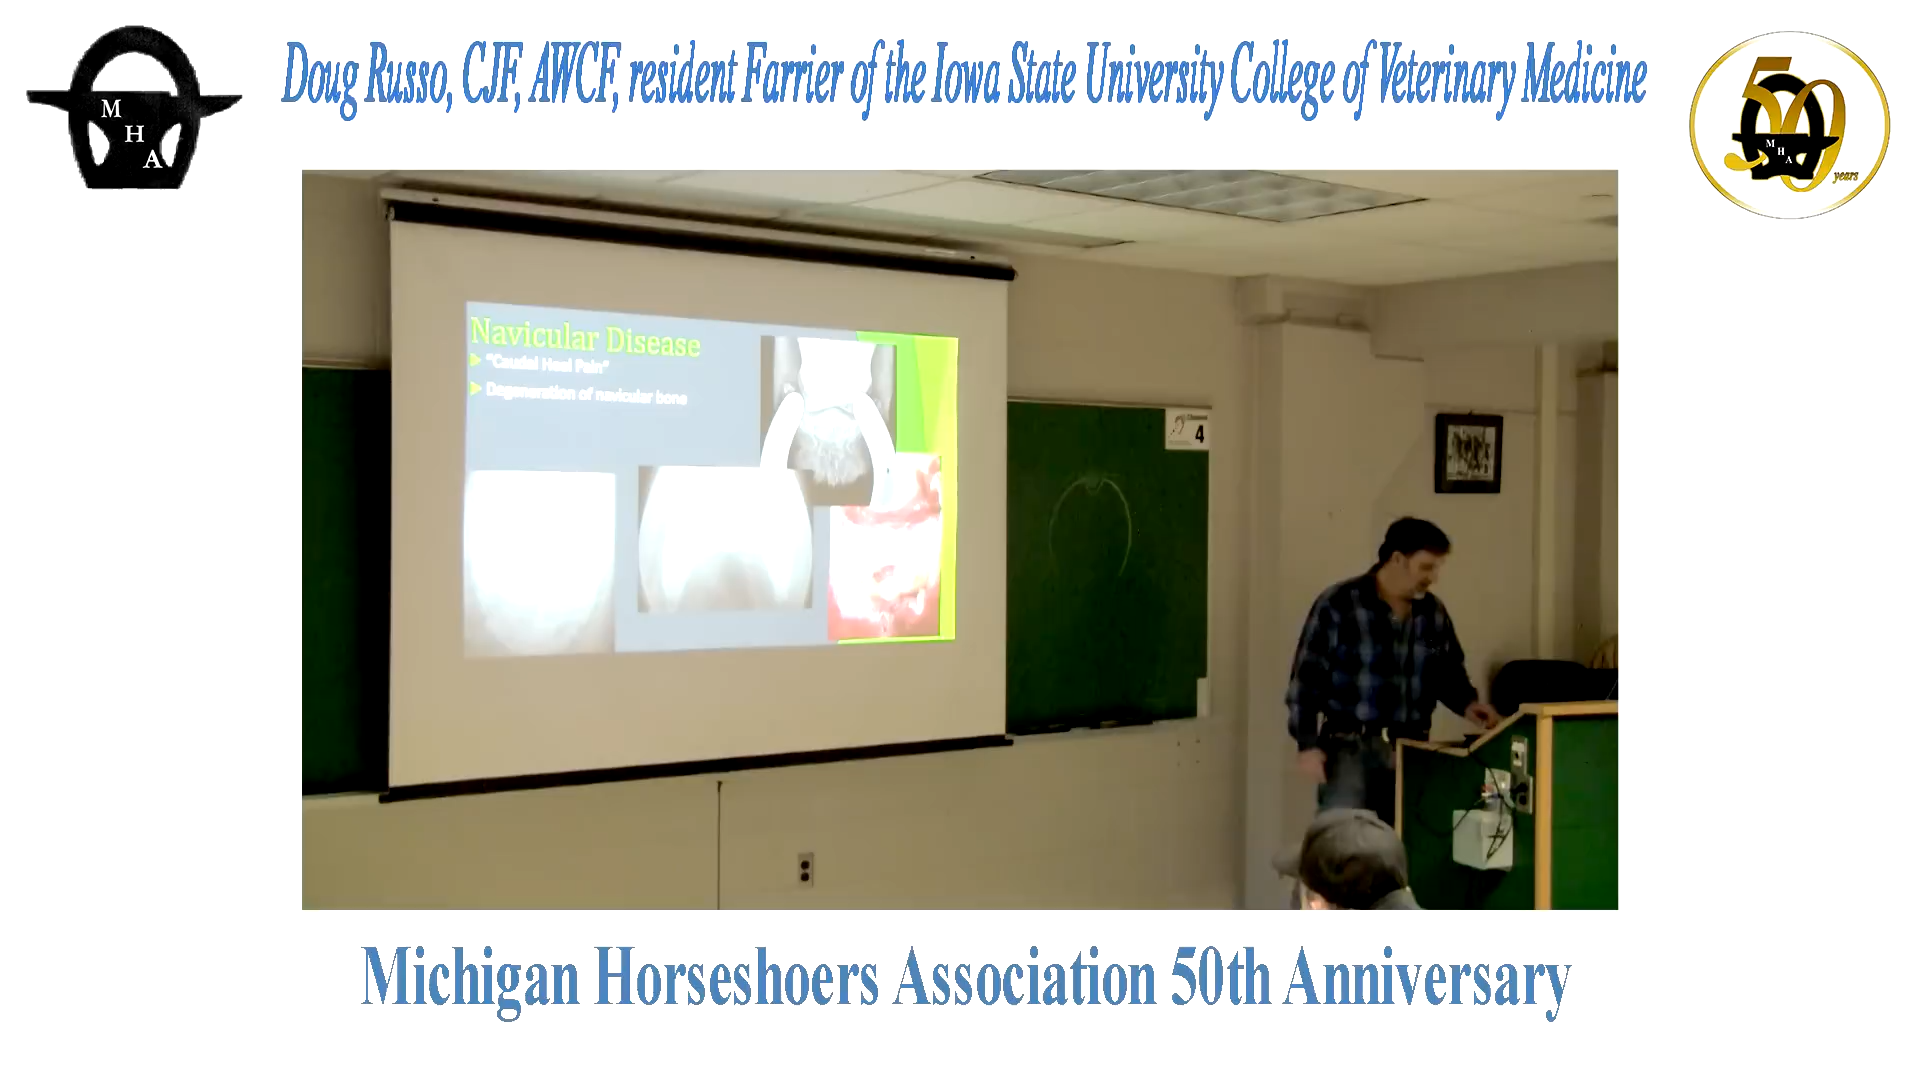 M
H
A
Doug Russo, CJF, AWCF, resident Farrier of the Iowa State University College of Veterinary Medicine
50
M
H
A
years
Navicular Disease
"Caudal Heel Pain"
Degeneration of navicular bone
4
Michigan Horseshoers Association 50th Anniversary